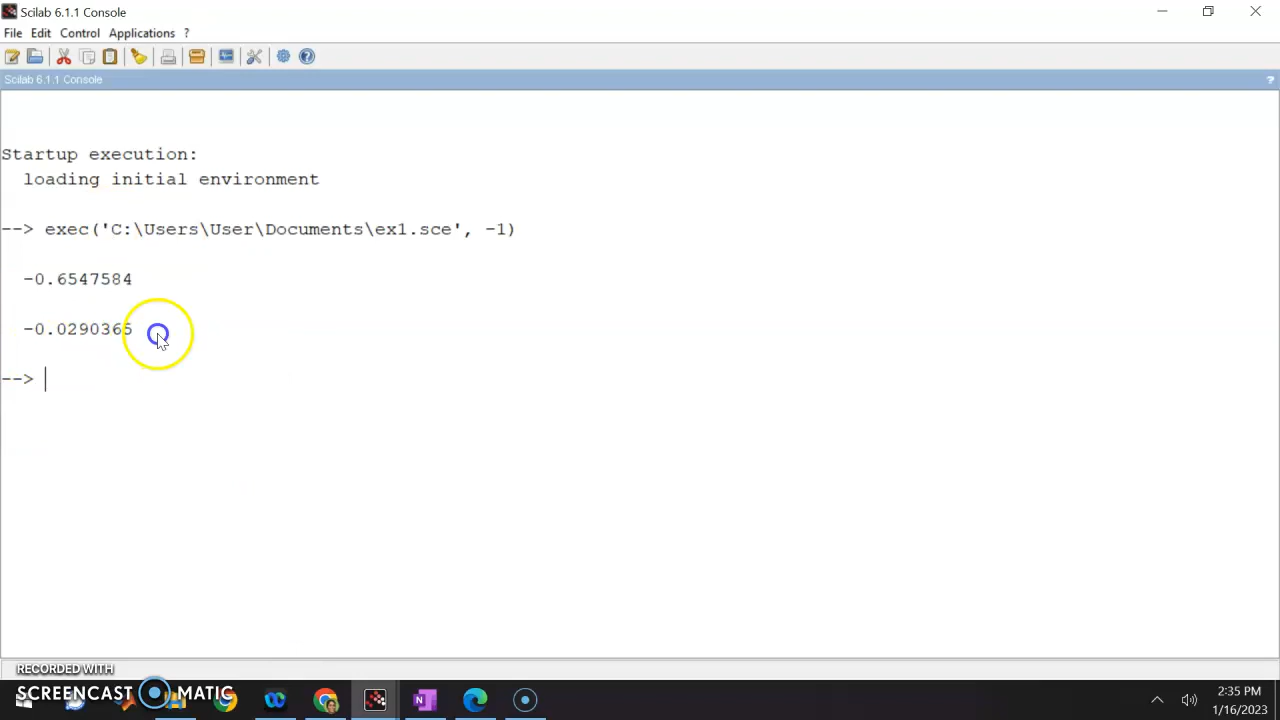 Scilab 6.1.1 Console
File Edit Control Applications ?
Scilab 6.1.1 Console ?
Startup execution:
loading initial environment
--> exec('C:\Users\User\Documents\ex1.sce', -1)
-0.6547584
-0.0290365
-->
RECORDED WITH
SCREENCAST MATIC
2:35 PM
1/16/2023